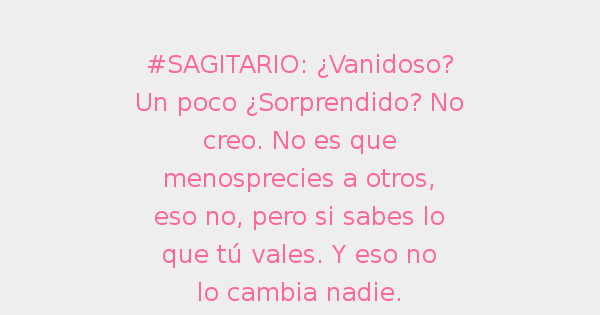 #SAGITARIO: ¿Vanidoso?
Un poco ¿Sorprendido? No
creo. No es que
menosprecies a otros,
eso no, pero si sabes lo
que tú vales. Y eso no
lo cambia nadie.